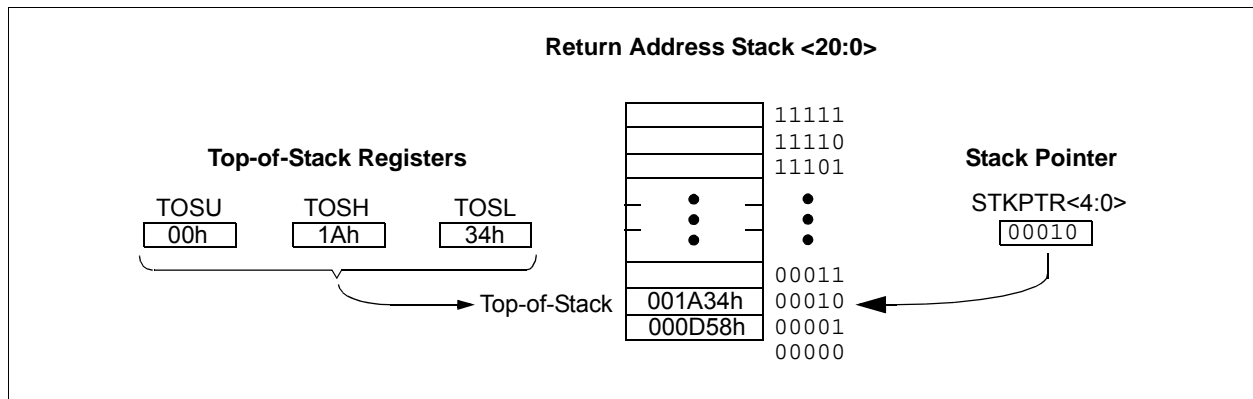 Return Address Stack <20:0>
Top-of-Stack Registers
TOSU TOSH TOSL
00h 1Ah 34h
Top-of-Stack
001A34h
000D58h
11111
11110
11101
00011
00010
00001
00000
Stack Pointer
STKPTR<4:0>
00010